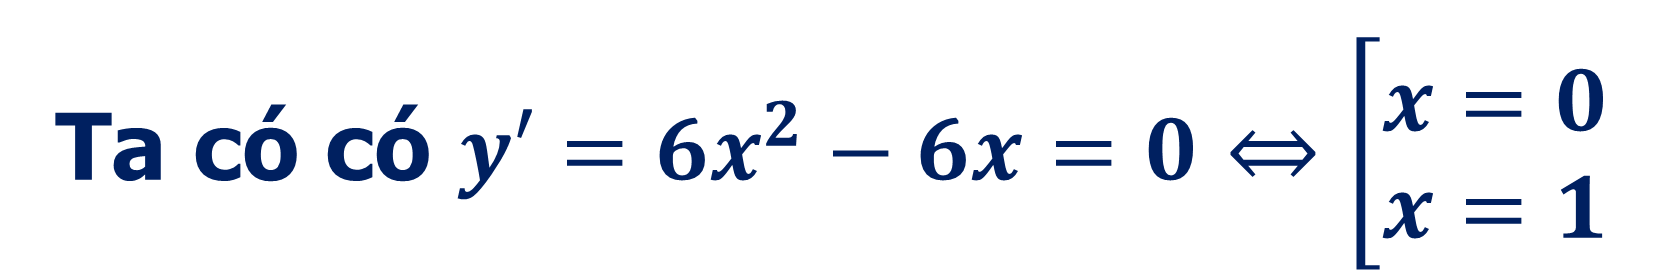 Ta có có y′ = 6x² − 6x = 0 ⇔ [ x = 0
x = 1